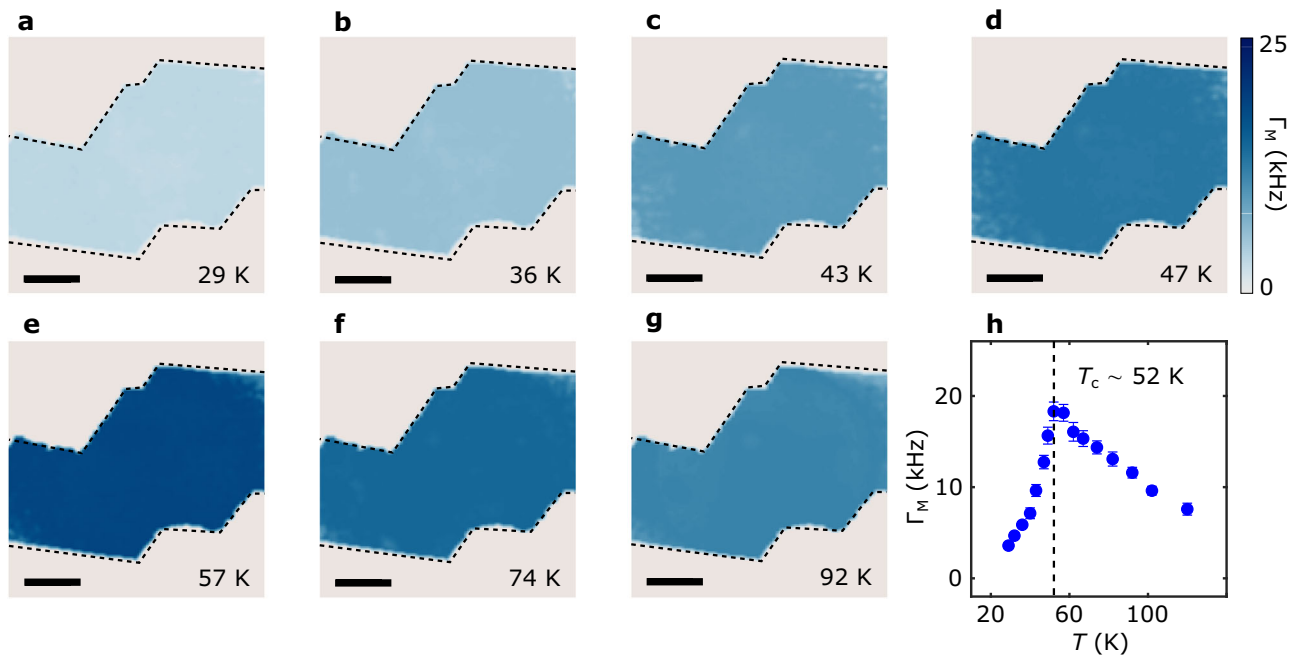 a
b
c
d
29 K
36 K
43 K
47 K
25
Γ_M (kHz)
0
e
f
g
h
57 K
74 K
92 K
T_c ~ 52 K
20
10
0
Γ_M (kHz)
20
60
100
T (K)